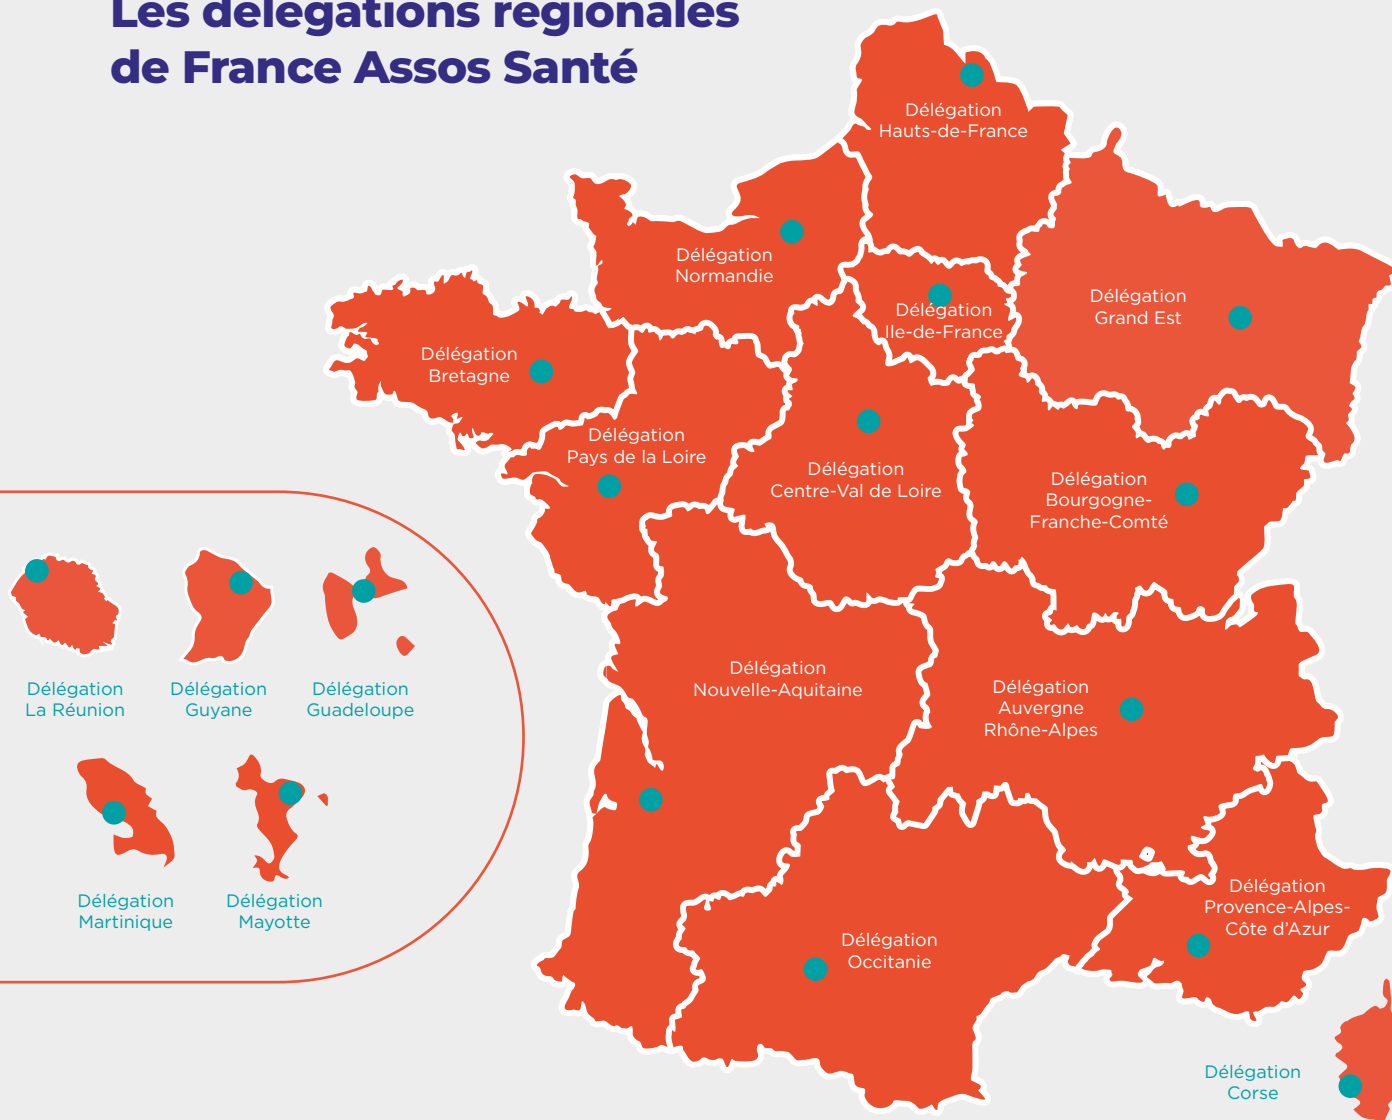 Les délégations régionales
de France Assos Santé
Délégation
Hauts-de-France
Délégation
Normandie
Délégation
Ile-de-France
Délégation
Grand Est
Délégation
Bretagne
Délégation
Pays de la Loire
Délégation
Centre-Val de Loire
Délégation
Bourgogne-
Franche-Comté
Délégation
Nouvelle-Aquitaine
Délégation
Auvergne
Rhône-Alpes
Délégation
La Réunion
Délégation
Guyane
Délégation
Guadeloupe
Délégation
Martinique
Délégation
Mayotte
Délégation
Occitanie
Délégation
Provence-Alpes-
Côte d’Azur
Délégation
Corse